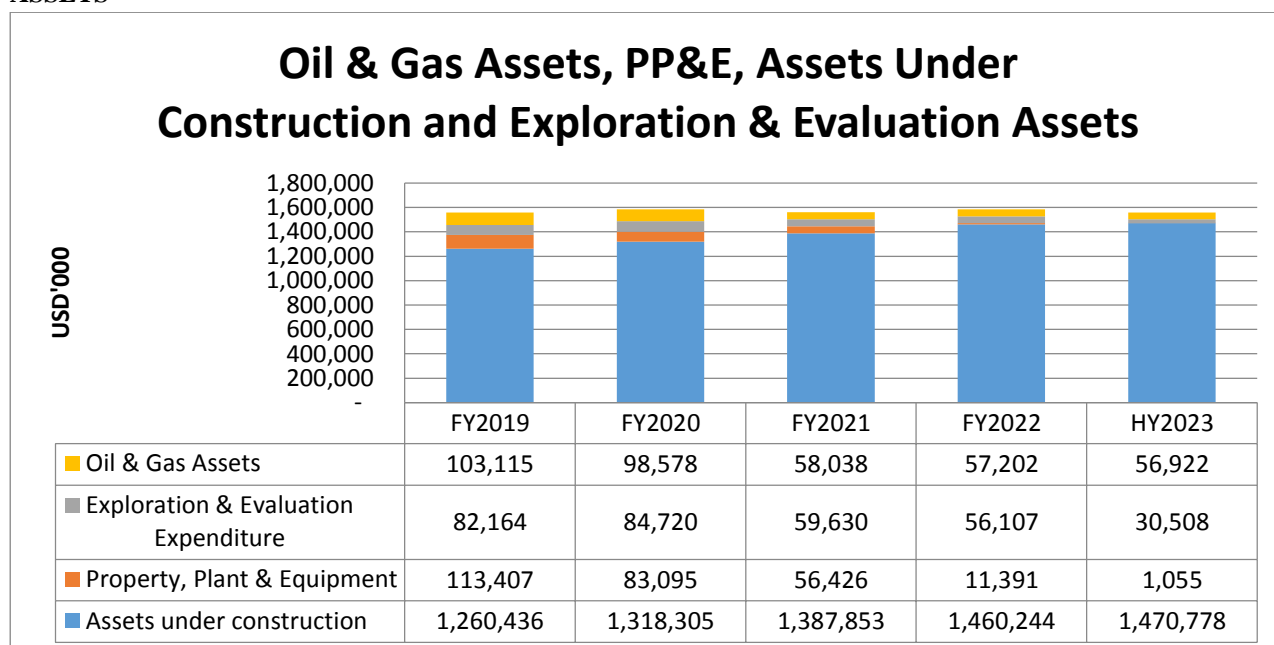 ASSETS
Oil & Gas Assets, PP&E, Assets Under
Construction and Exploration & Evaluation Assets
USD'000
1,800,000
1,600,000
1,400,000
1,200,000
1,000,000
800,000
600,000
400,000
200,000
-
FY2019 FY2020 FY2021 FY2022 HY2023
Oil & Gas Assets 103,115 98,578 58,038 57,202 56,922
Exploration & Evaluation
Expenditure 82,164 84,720 59,630 56,107 30,508
Property, Plant & Equipment 113,407 83,095 56,426 11,391 1,055
Assets under construction 1,260,436 1,318,305 1,387,853 1,460,244 1,470,778